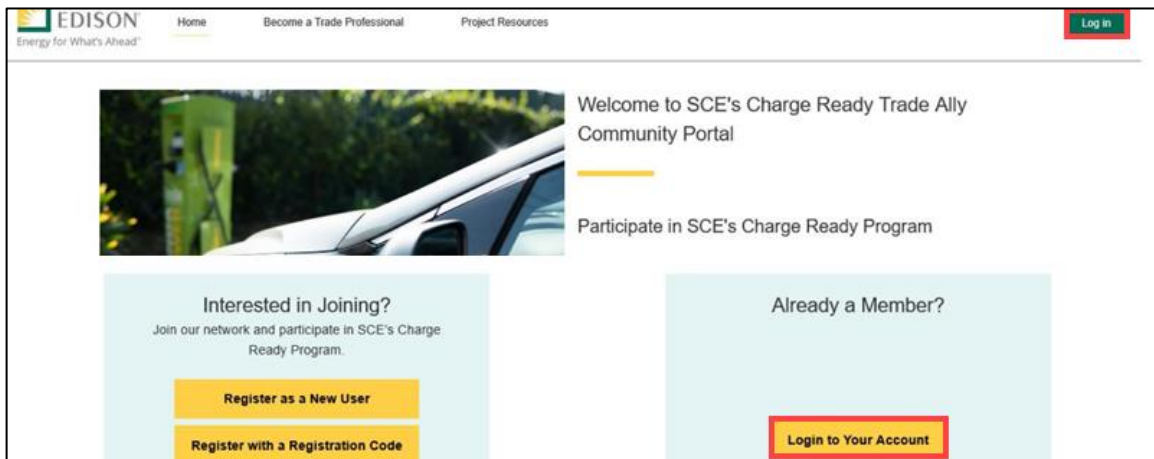 EDISON
Energy for What's Ahead
Home
Become a Trade Professional
Project Resources
Log in
Welcome to SCE's Charge Ready Trade Ally
Community Portal
Participate in SCE's Charge Ready Program
Interested in Joining?
Join our network and participate in SCE's Charge
Ready Program.
Register as a New User
Register with a Registration Code
Already a Member?
Login to Your Account